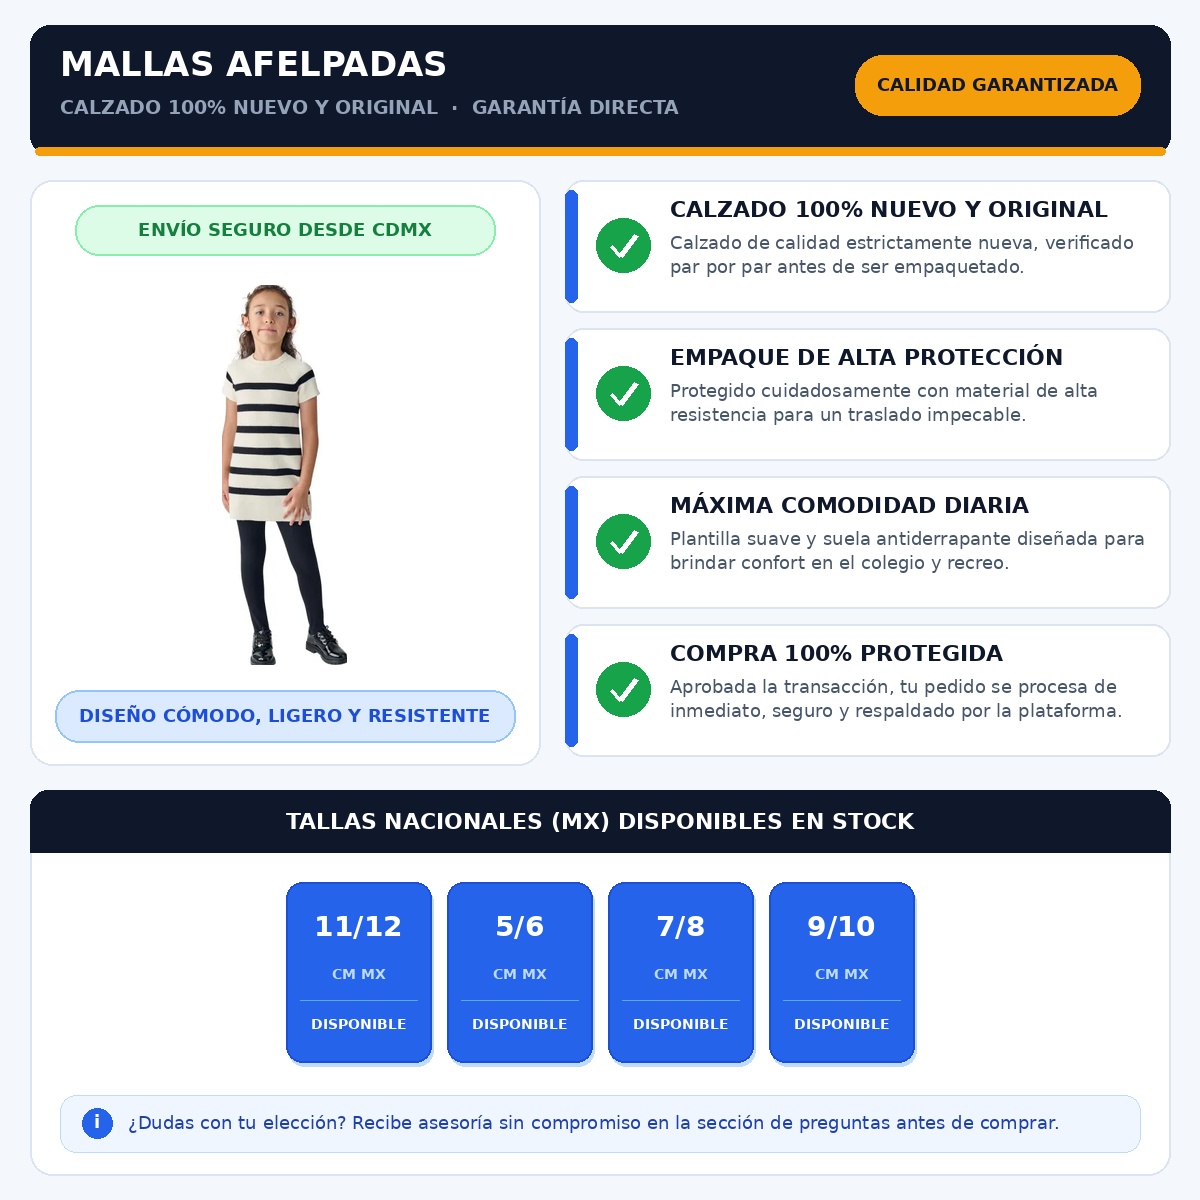 MALLAS AFELPADAS
CALZADO 100% NUEVO Y ORIGINAL · GARANTÍA DIRECTA
CALIDAD GARANTIZADA
ENVÍO SEGURO DESDE CDMX
DISEÑO CÓMODO, LIGERO Y RESISTENTE
CALZADO 100% NUEVO Y ORIGINAL
Calzado de calidad estrictamente nueva, verificado
par por par antes de ser empaquetado.
EMPAQUE DE ALTA PROTECCIÓN
Protegido cuidadosamente con material de alta
resistencia para un traslado impecable.
MÁXIMA COMODIDAD DIARIA
Plantilla suave y suela antiderrapante diseñada para
brindar confort en el colegio y recreo.
COMPRA 100% PROTEGIDA
Aprobada la transacción, tu pedido se procesa de
inmediato, seguro y respaldado por la plataforma.
TALLAS NACIONALES (MX) DISPONIBLES EN STOCK
11/12
CM MX
DISPONIBLE
5/6
CM MX
DISPONIBLE
7/8
CM MX
DISPONIBLE
9/10
CM MX
DISPONIBLE
i
¿Dudas con tu elección? Recibe asesoría sin compromiso en la sección de preguntas antes de comprar.